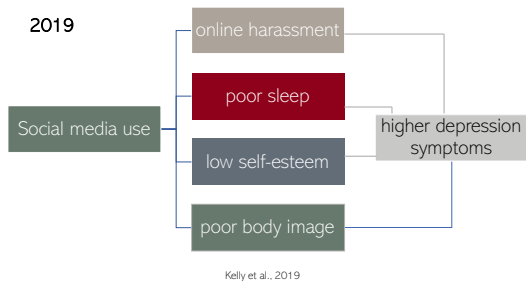 2019
online harassment
poor sleep
Social media use
higher depression
symptoms
low self-esteem
poor body image
Kelly et al., 2019